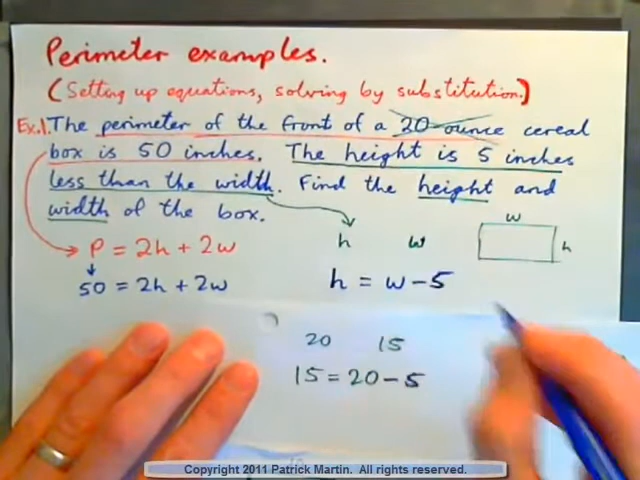 Perimeter examples.
(Setting up equations, solving by substitution.)
Ex.1. The perimeter of the front of a 20 ounce cereal
box is 50 inches. The height is 5 inches
less than the width. Find the height and
width of the box.
w
h w h
P = 2h + 2w
50 = 2h + 2w h = w - 5
20 15
15 = 20 - 5
Copyright 2011 Patrick Martin. All rights reserved.